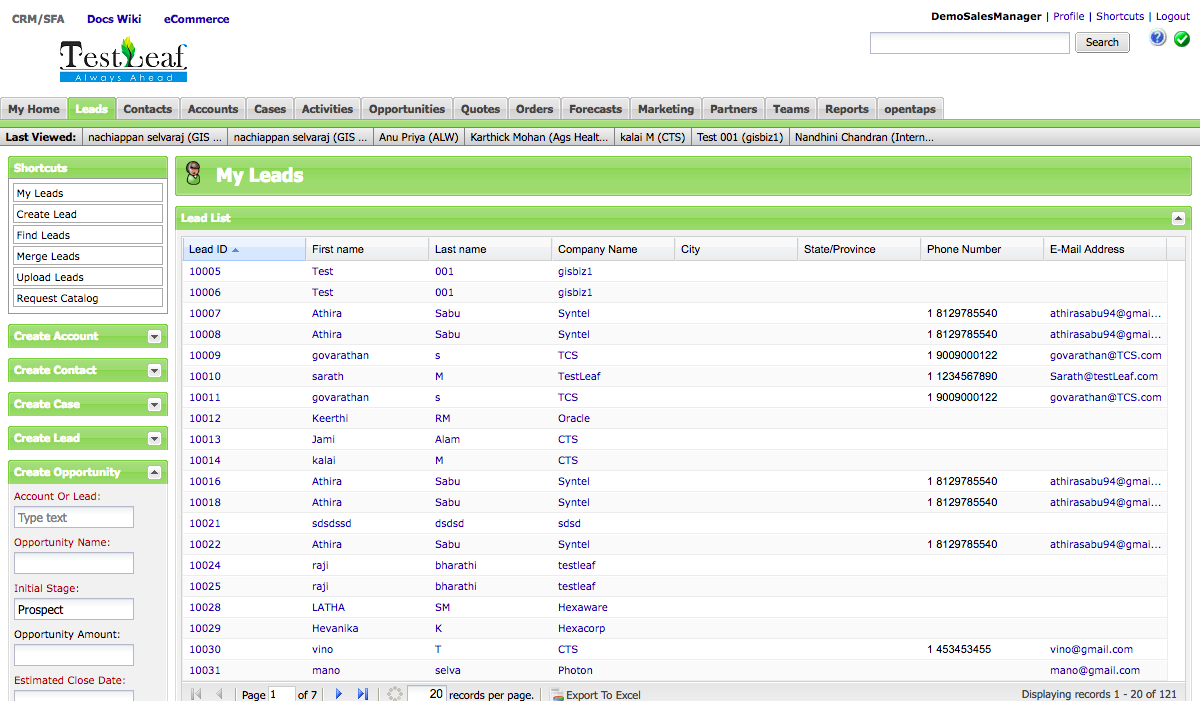 CRM/SFA Docs Wiki eCommerce
DemoSalesManager | Profile | Shortcuts | Logout
TestLeaf
Always Ahead
Search
My Home Leads Contacts Accounts Cases Activities Opportunities Quotes Orders Forecasts Marketing Partners Teams Reports opentaps
Last Viewed: nachiappan selvaraj (GIS ... nachiappan selvaraj (GIS ... Anu Priya (ALW) Karthick Mohan (Ags Healt... kalai M (CTS) Test 001 (gisbiz1) Nandhini Chandran (Intern...
Shortcuts
My Leads
Create Lead
Find Leads
Merge Leads
Upload Leads
Request Catalog
Create Account
Create Contact
Create Case
Create Lead
Create Opportunity
Account Or Lead:
Type text
Opportunity Name:
Initial Stage:
Prospect
Opportunity Amount:
Estimated Close Date:
My Leads
Lead List
Lead ID First name Last name Company Name City State/Province Phone Number E-Mail Address
10005 Test 001 gisbiz1
10006 Test 001 gisbiz1
10007 Athira Sabu Syntel 1 8129785540 athirasabu94@gmai...
10008 Athira Sabu Syntel 1 8129785540 athirasabu94@gmai...
10009 govarathan s TCS 1 9009000122 govarathan@TCS.com
10010 sarath M TestLeaf 1 1234567890 Sarath@testLeaf.com
10011 govarathan s TCS 1 9009000122 govarathan@TCS.com
10012 Keerthi RM Oracle
10013 Jami Alam CTS
10014 kalai M CTS
10016 Athira Sabu Syntel 1 8129785540 athirasabu94@gmai...
10018 Athira Sabu Syntel 1 8129785540 athirasabu94@gmai...
10021 sdsdssd dsdsd sdsd
10022 Athira Sabu Syntel 1 8129785540 athirasabu94@gmai...
10024 raji bharathi testleaf
10025 raji bharathi testleaf
10028 LATHA SM Hexaware
10029 Hevanika K Hexacorp
10030 vino T CTS 1 453453455 vino@gmail.com
10031 mano selva Photon mano@gmail.com
Page 1 of 7 20 records per page. Export To Excel Displaying records 1 - 20 of 121